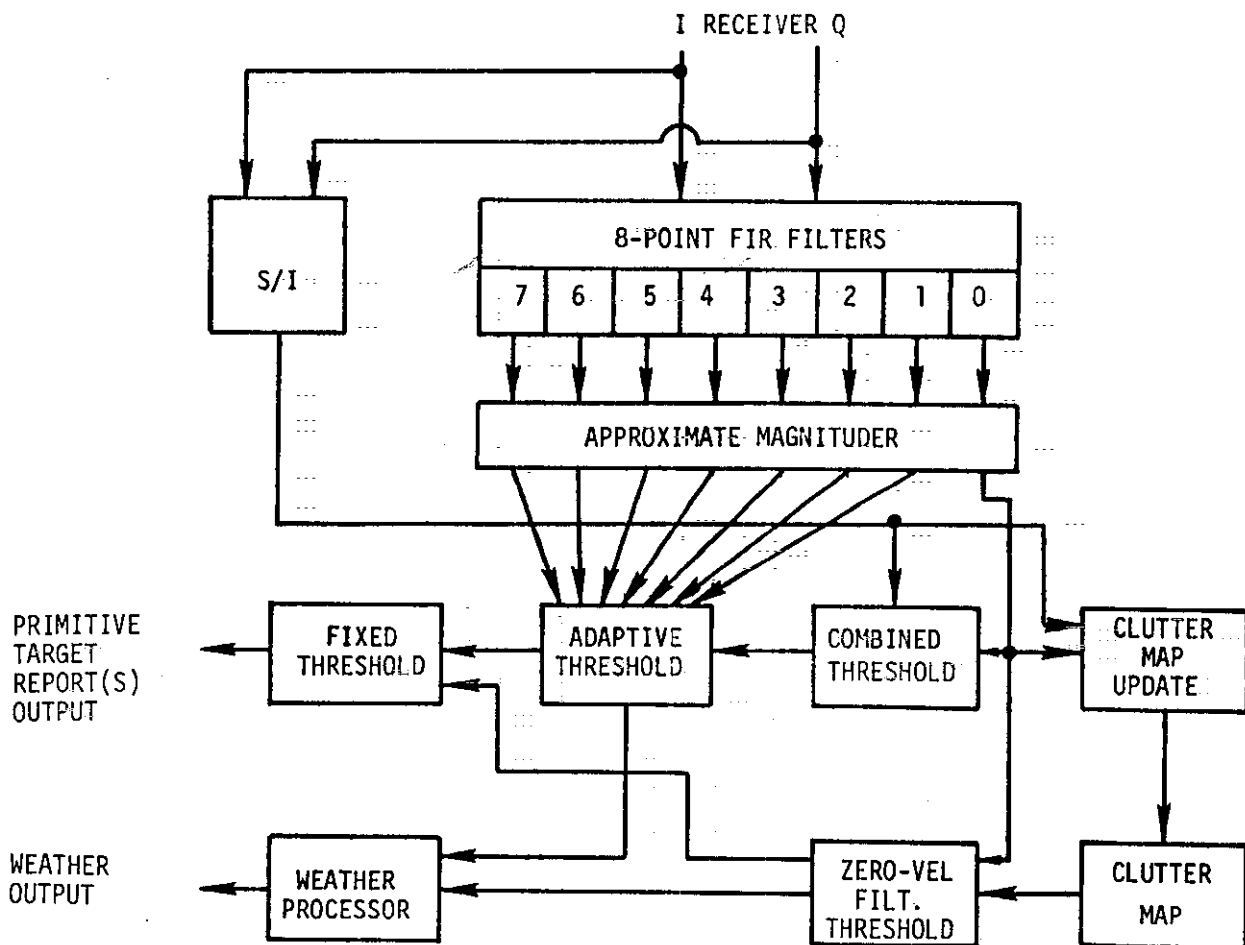 I RECEIVER Q
S/I
8-POINT FIR FILTERS
7 6 5 4 3 2 1 0
APPROXIMATE MAGNITUDER
PRIMITIVE
TARGET
REPORT(S)
OUTPUT
FIXED
THRESHOLD
ADAPTIVE
THRESHOLD
COMBINED
THRESHOLD
CLUTTER
MAP
UPDATE
WEATHER
OUTPUT
WEATHER
PROCESSOR
ZERO-VEL
FILT.
THRESHOLD
CLUTTER
MAP